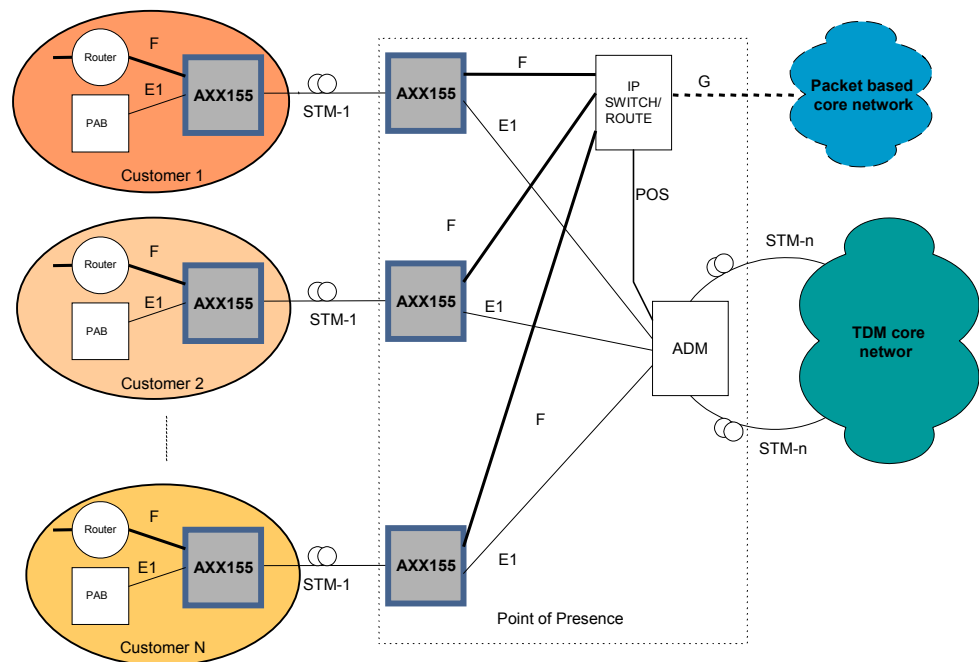 Router
F
E1
AXX155
PAB
Customer 1
STM-1
AXX155
F
E1
IP
SWITCH/
ROUTE
G
Packet based
core network
POS
Router
F
E1
AXX155
PAB
Customer 2
STM-1
AXX155
F
E1
ADM
STM-n
TDM core
networ
STM-n
Router
F
E1
AXX155
PAB
Customer N
STM-1
AXX155
F
E1
Point of Presence